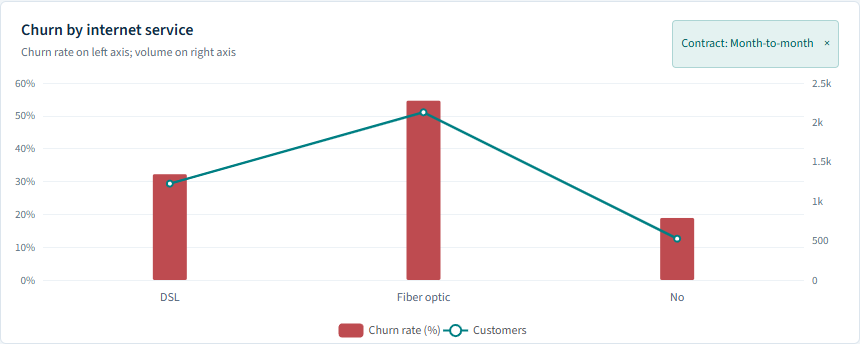 Churn by internet service
Churn rate on left axis; volume on right axis
Contract: Month-to-month ×
60% 2.5k
50% 2k
40% 1.5k
30% 1k
20% 500
10% 0
0%
DSL Fiber optic No
Churn rate (%) Customers